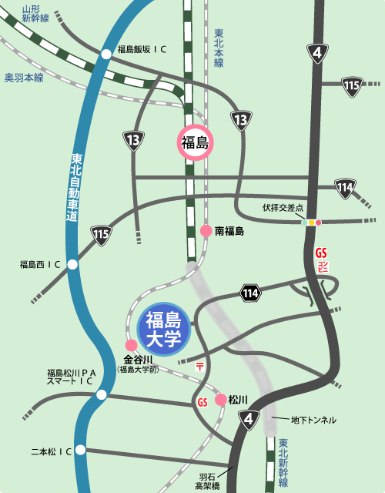 山形
新幹線
東北本線
福島飯坂ＩＣ
奥羽本線
4
115
13
13
福島
東北自動車道
114
伏拝交差点
115
南福島
GS
福島西ＩＣ
114
福島
大学
金谷川
(福島大学前)
〒
福島松川ＰＡ
スマートＩＣ
GS
松川
4
地下トンネル
二本松ＩＣ
東北新幹線
羽石
高架橋